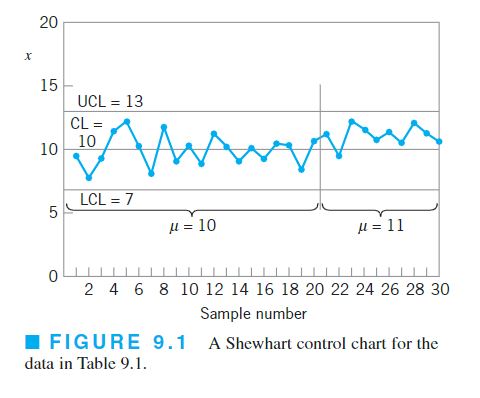 20
x
15
UCL = 13
CL =
10
10
LCL = 7
5
μ = 10
μ = 11
0
2 4 6 8 10 12 14 16 18 20 22 24 26 28 30
Sample number
FIGURE 9.1 A Shewhart control chart for the
data in Table 9.1.